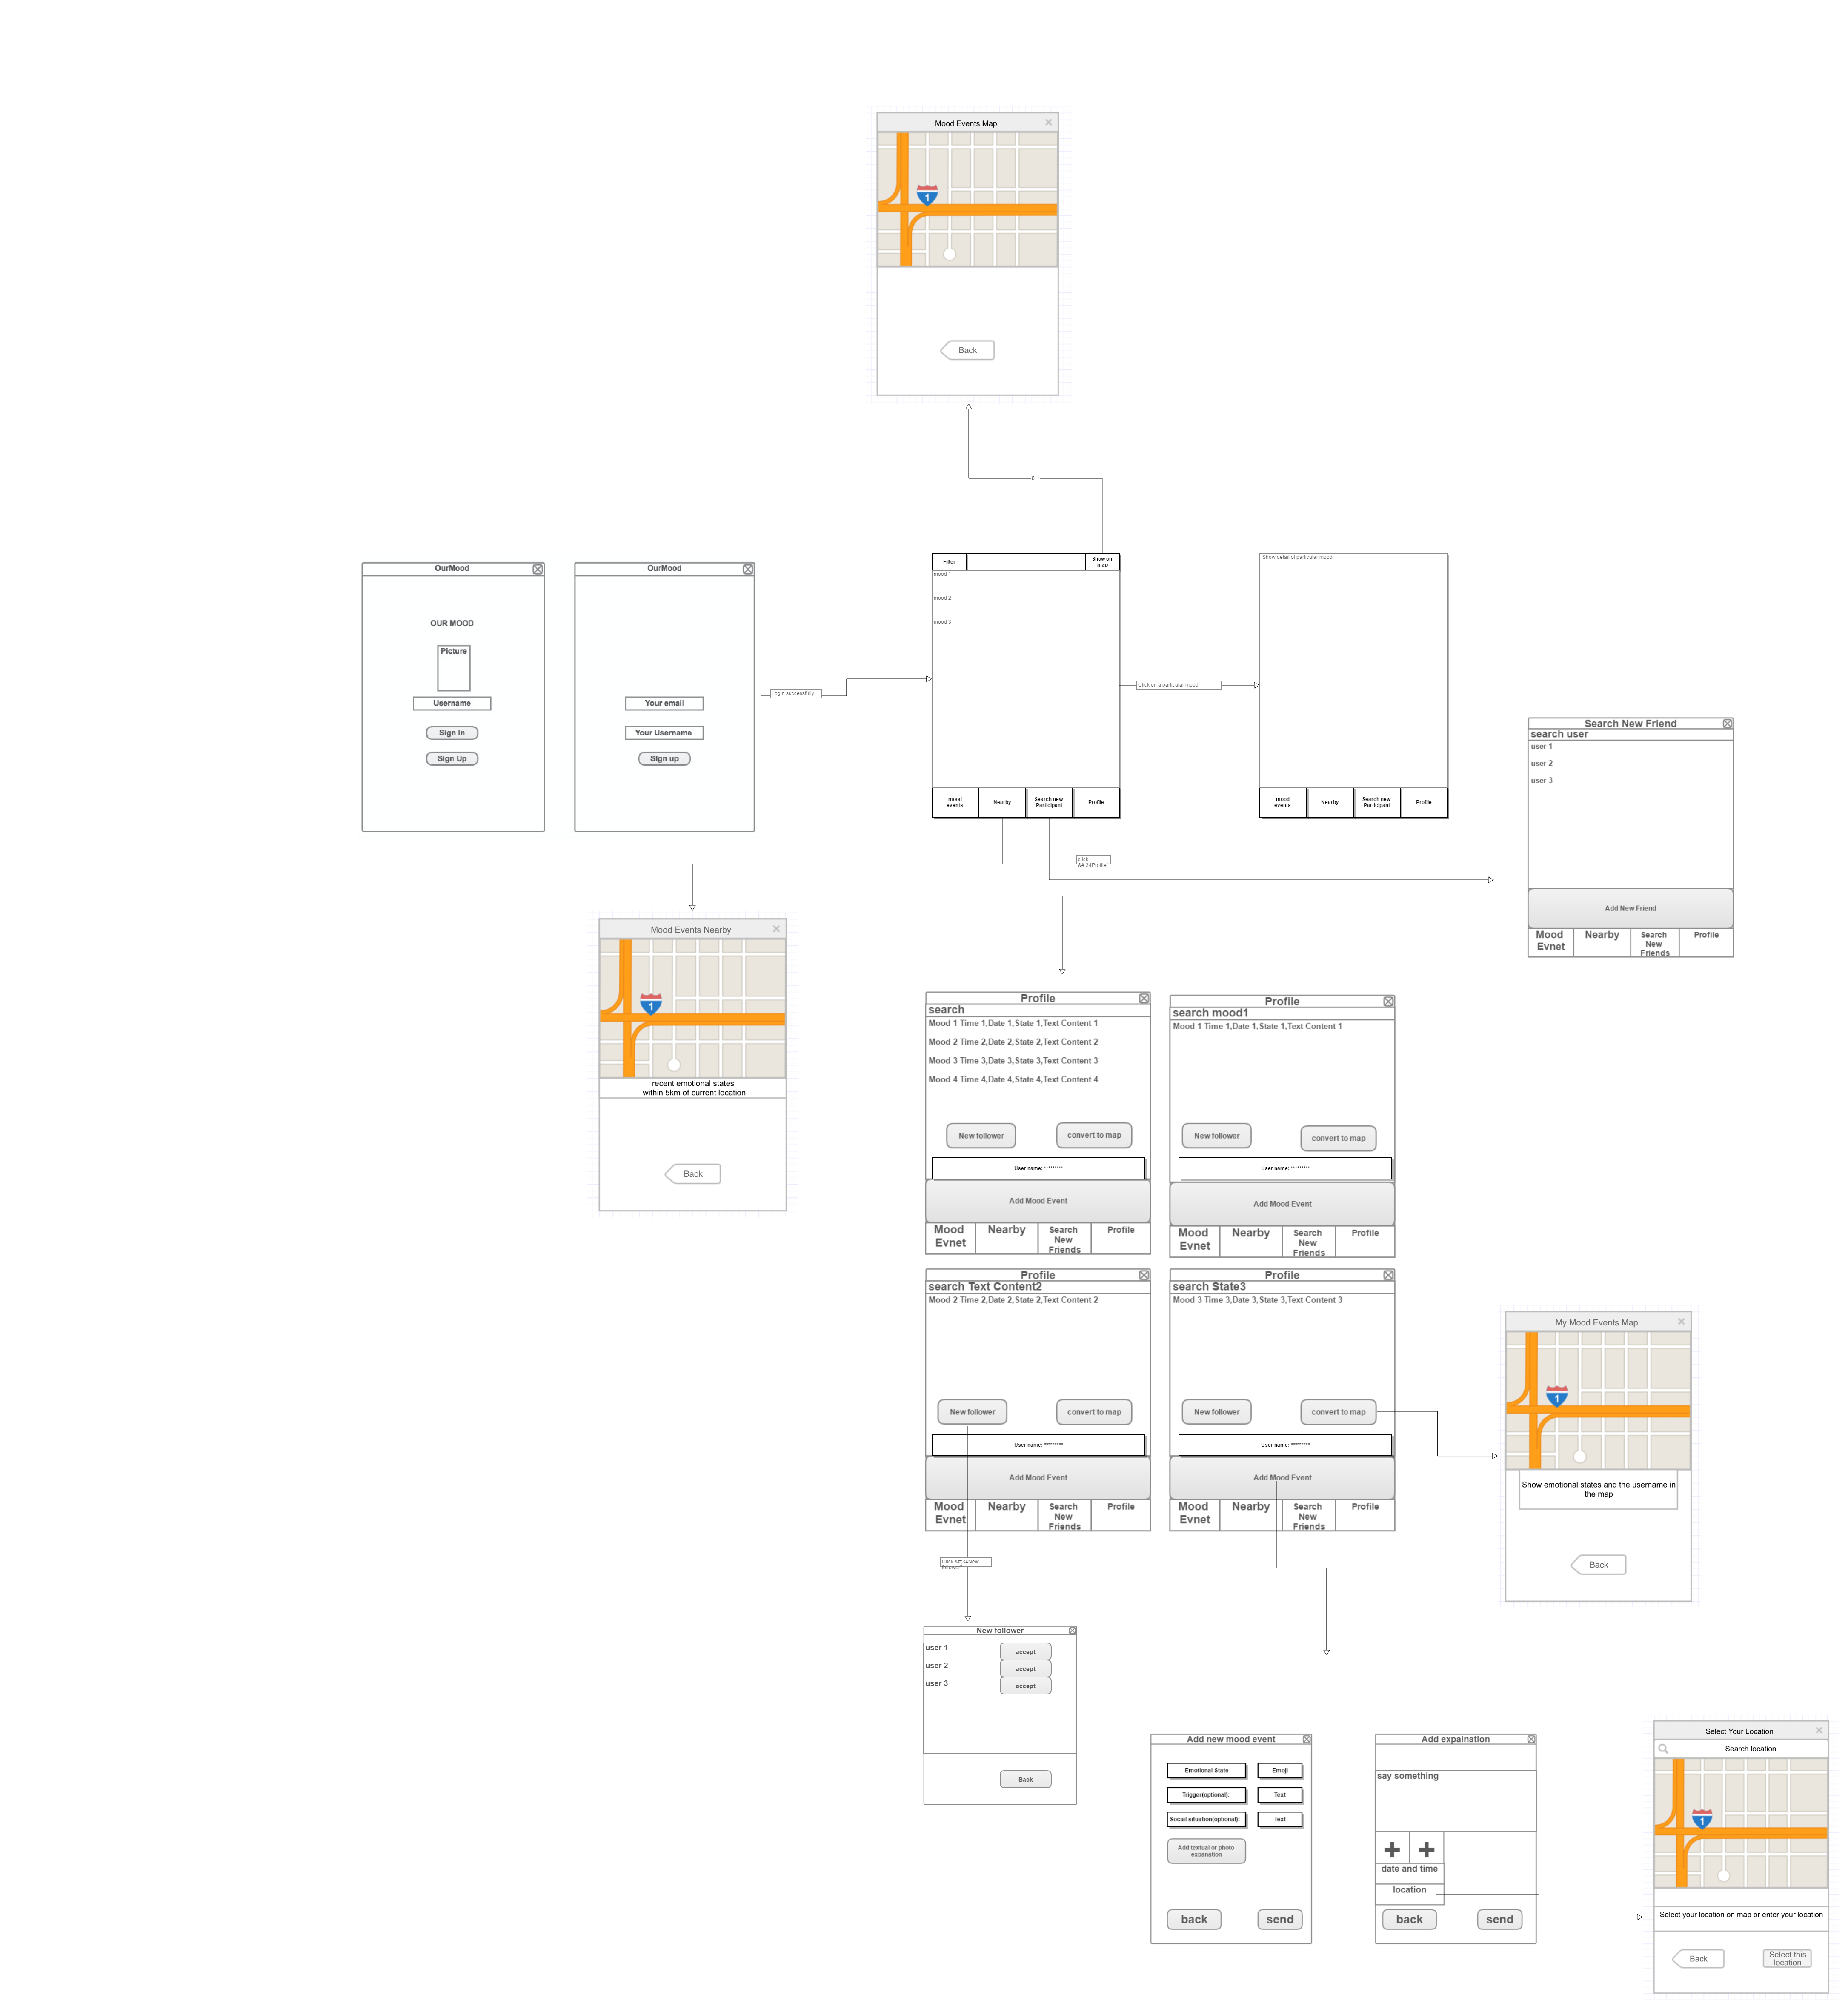 Mood Events Map
1
Back
0..*
OurMood
OUR MOOD
Picture
Username
Sign In
Sign Up
OurMood
Your email
Your Username
Sign up
Login successfully
Filter
Show on
map
mood 1
mood 2
mood 3
......
mood
events
Nearby
Search new
Participant
Profile
Click on a particular mood
Show detail of particular mood
mood
events
Nearby
Search new
Participant
Profile
Search New Friend
search user
user 1
user 2
user 3
Add New Friend
Mood
Evnet
Nearby
Search
New
Friends
Profile
click
&#;34Profile
Mood Events Nearby
1
recent emotional states
within 5km of current location
Back
Profile
search
Mood 1 Time 1,Date 1,State 1,Text Content 1
Mood 2 Time 2,Date 2,State 2,Text Content 2
Mood 3 Time 3,Date 3,State 3,Text Content 3
Mood 4 Time 4,Date 4,State 4,Text Content 4
New follower
convert to map
User name: *********
Add Mood Event
Mood
Evnet
Nearby
Search
New
Friends
Profile
Profile
search mood1
Mood 1 Time 1,Date 1,State 1,Text Content 1
New follower
convert to map
User name: *********
Add Mood Event
Mood
Evnet
Nearby
Search
New
Friends
Profile
Profile
search Text Content2
Mood 2 Time 2,Date 2,State 2,Text Content 2
New follower
convert to map
User name: *********
Add Mood Event
Mood
Evnet
Nearby
Search
New
Friends
Profile
Profile
search State3
Mood 3 Time 3,Date 3,State 3,Text Content 3
New follower
convert to map
User name: *********
Add Mood Event
Mood
Evnet
Nearby
Search
New
Friends
Profile
My Mood Events Map
1
Show emotional states and the username in
the map
Back
Click &#;34New
follower
New follower
user 1
accept
user 2
accept
user 3
accept
Back
Add new mood event
Emotional State
Emoji
Trigger(optional):
Text
Social situation(optional):
Text
Add textual or photo
expanation
back
send
Add expalnation
say something
date and time
location
back
send
Select Your Location
Search location
1
Select your location on map or enter your location
Back
Select this
location